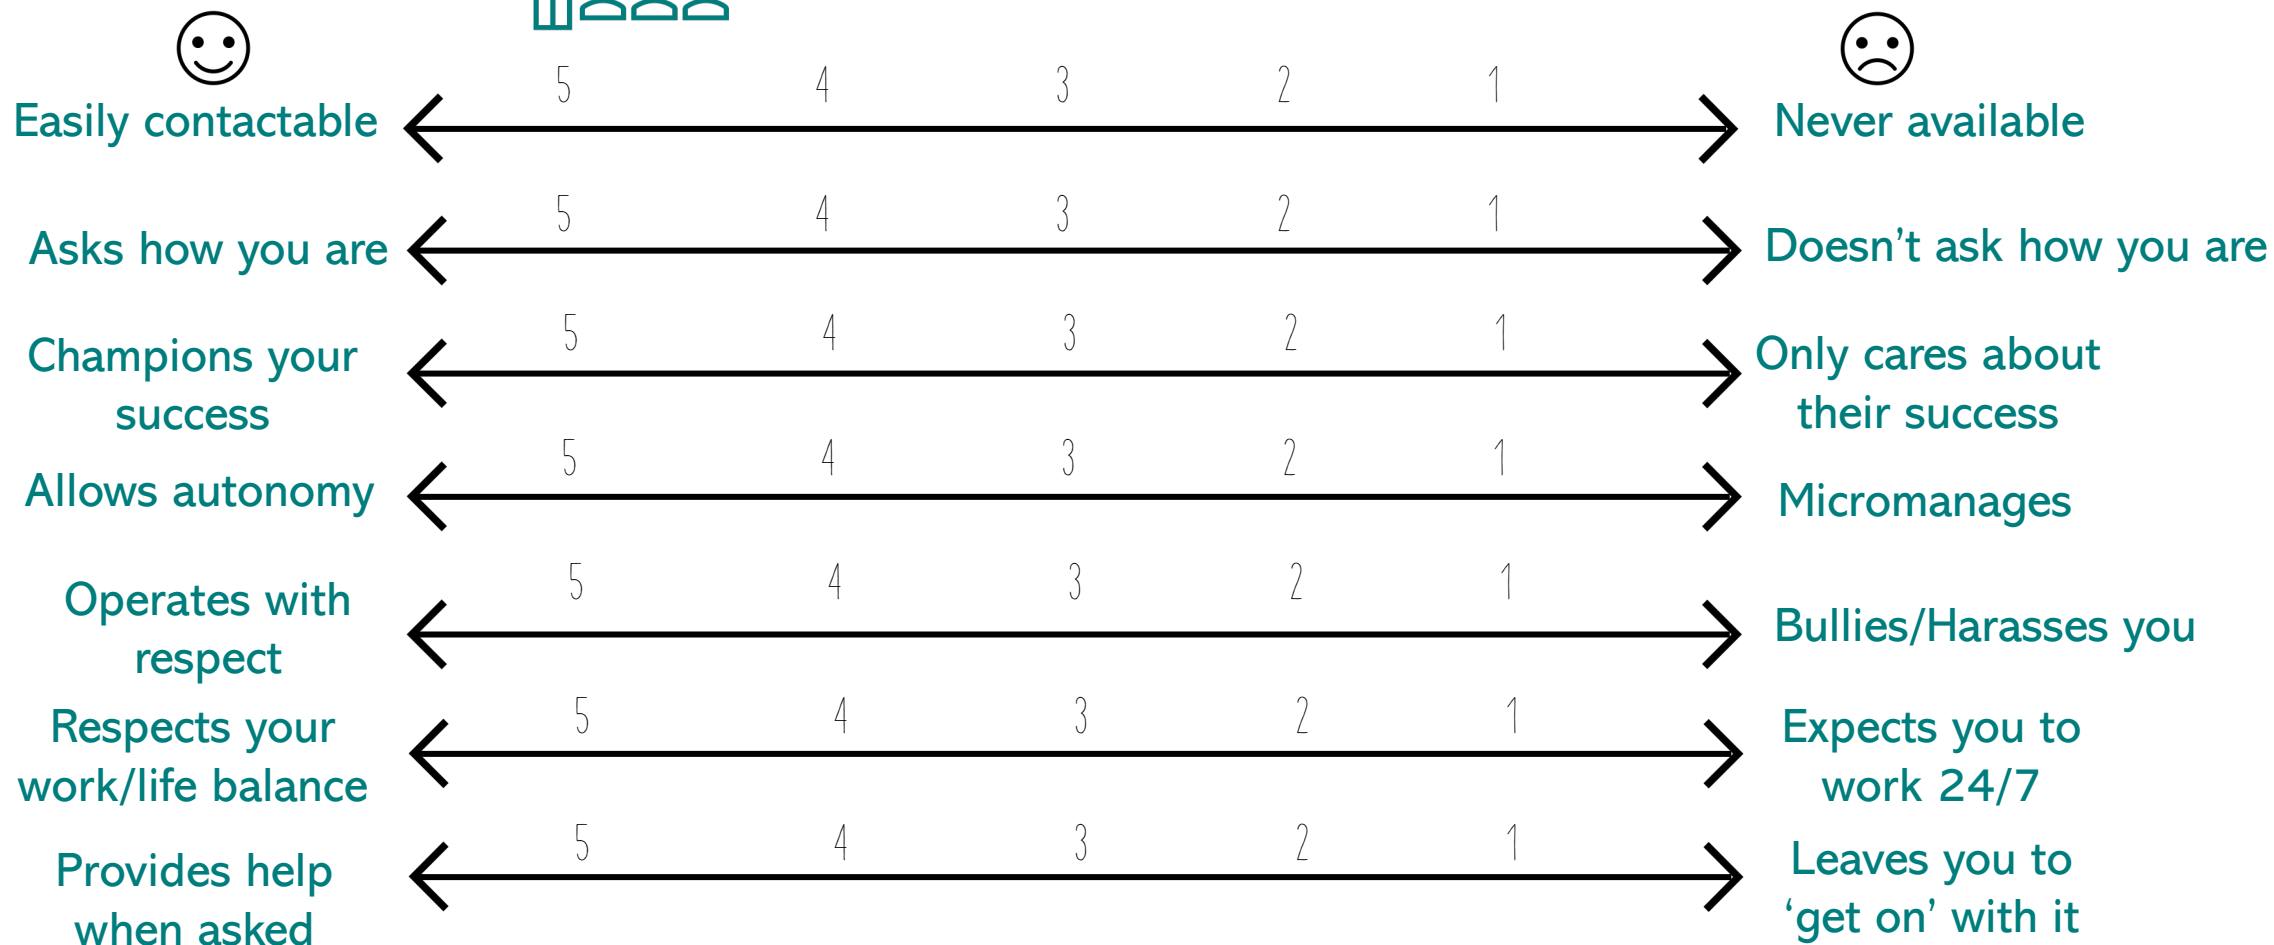 5 4 3 2 1
Easily contactable Never available
5 4 3 2 1
Asks how you are Doesn't ask how you are
5 4 3 2 1
Champions your Only cares about
success their success
5 4 3 2 1
Allows autonomy Micromanages
5 4 3 2 1
Operates with Bullies/Harasses you
respect
5 4 3 2 1
Respects your Expects you to
work/life balance work 24/7
5 4 3 2 1
Provides help Leaves you to
when asked ‘get on’ with it